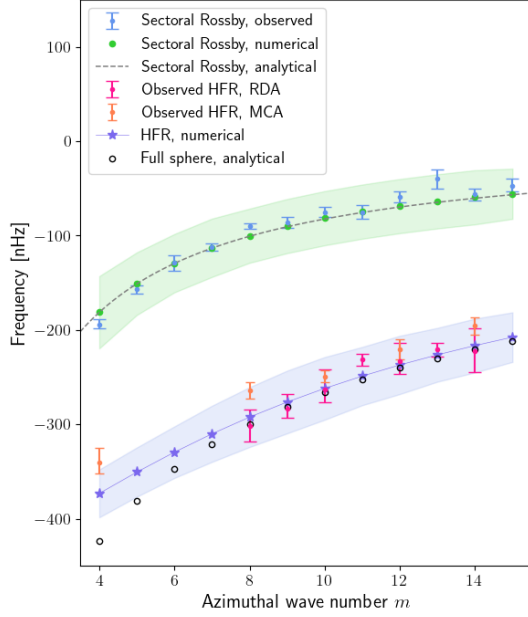 Sectoral Rossby, observed
Sectoral Rossby, numerical
Sectoral Rossby, analytical
Observed HFR, RDA
Observed HFR, MCA
HFR, numerical
Full sphere, analytical
100
0
−100
−200
−300
−400
Frequency [nHz]
4 6 8 10 12 14
Azimuthal wave number m